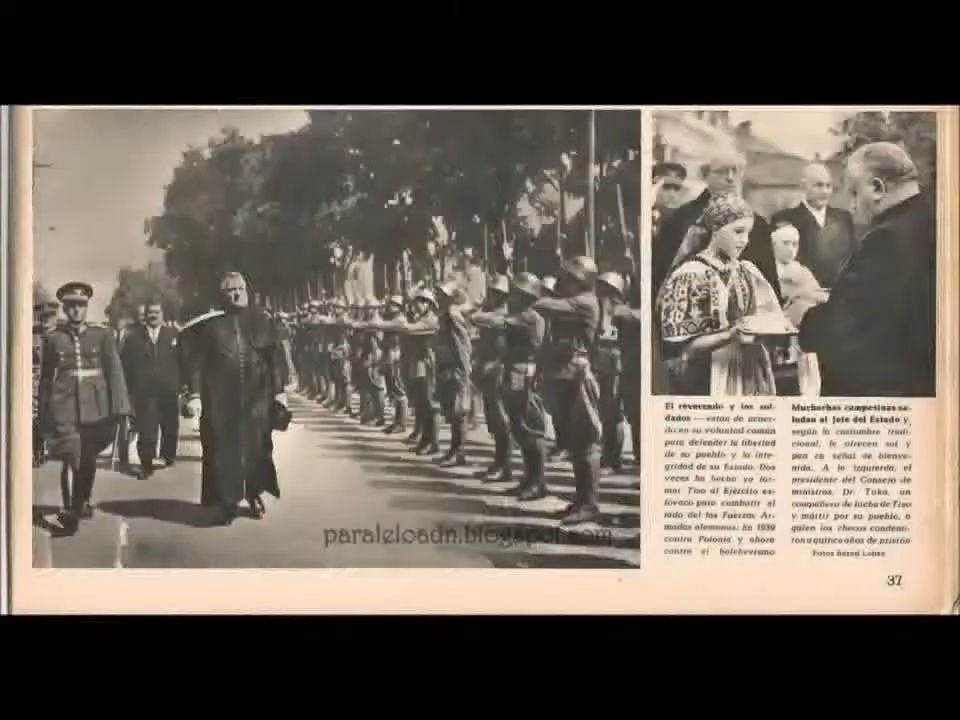 El reverendo y los sol-
dados — están de acuer-
do en su voluntad común
para defender la libertad
de su pueblo y la inte-
gridad de su Estado. Dos
veces ha hecho ya for-
mar Tiso al Ejército es-
lovaco para combatir al
lado del las Fuerzas Ar-
madas alemanas: En 1939
contra Polonia y ahora
contra el bolchevismo
Muchachas campesinas sa-
ludan al Jefe del Estado y,
según la costumbre tradi-
cional, le ofrecen sal y
pan en señal de bienve-
nida. A la izquierda, el
presidente del Consejo de
ministros, Dr. Tuka, un
compañero de lucha de Tiso
y mártir por su pueblo, a
quien los checos condena-
ron a quince años de prisión
Fotos
paraleloadn.blogspot.com
37